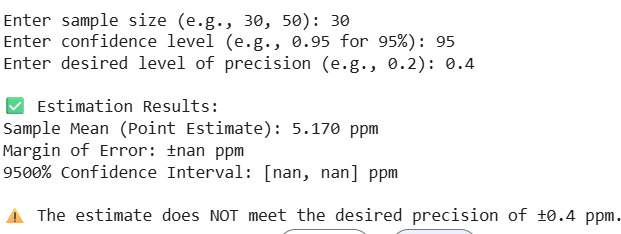 Enter sample size (e.g., 30, 50): 30
Enter confidence level (e.g., 0.95 for 95%): 95
Enter desired level of precision (e.g., 0.2): 0.4
✅ Estimation Results:
Sample Mean (Point Estimate): 5.170 ppm
Margin of Error: ±nan ppm
9500% Confidence Interval: [nan, nan] ppm
⚠️ The estimate does NOT meet the desired precision of ±0.4 ppm.